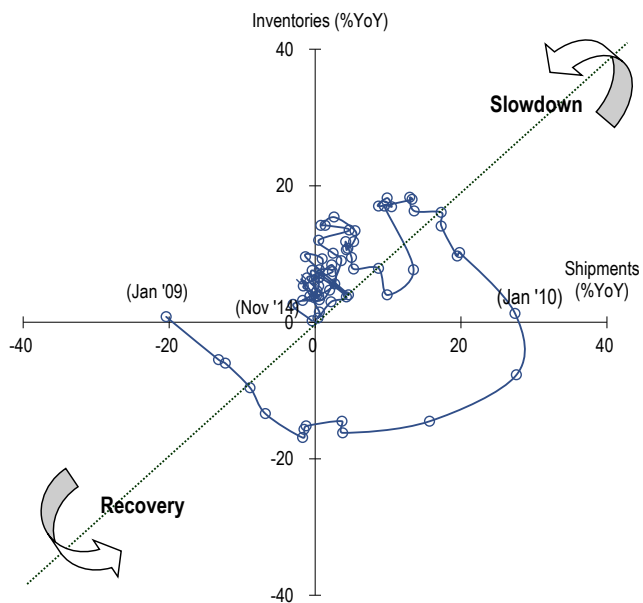 Inventories (%YoY)
40
Slowdown
20
Shipments
(%YoY)
(Jan '09)
(Nov '14)
(Jan '10)
0
-40
-20
0
20
40
-20
Recovery
-40